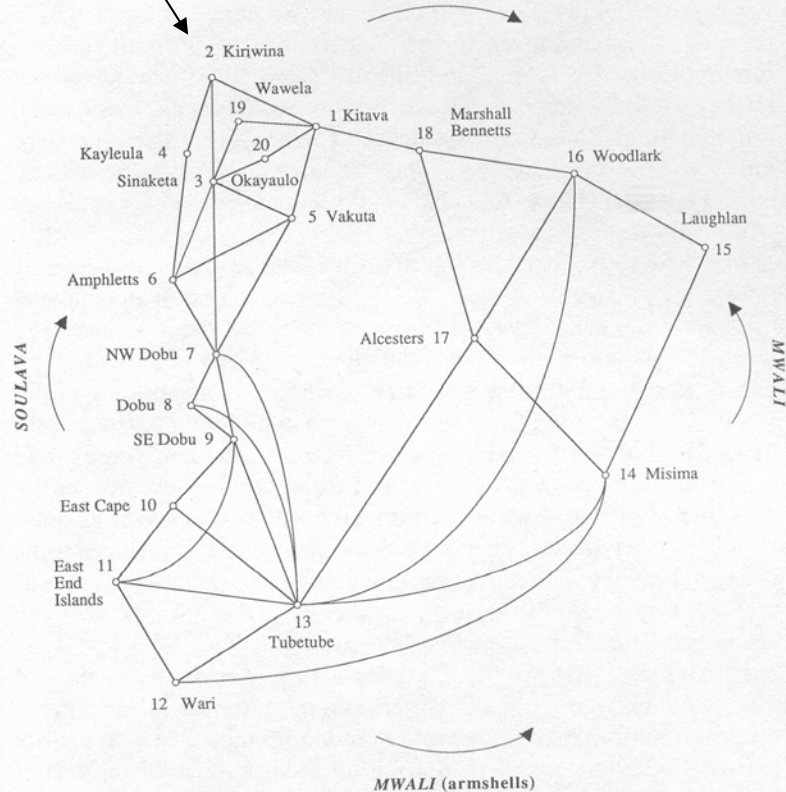 2 Kiriwina
Wawela
19
1 Kitava
Marshall
Bennetts
18
20
Kayleula 4
16 Woodlark
Sinaketa 3
Okayaulo
5 Vakuta
Laughlan
15
Amphletts 6
Alcesters 17
NW Dobu 7
SOULAVA
MWALI
Dobu 8
SE Dobu 9
14 Misima
East Cape 10
East 11
End
Islands
13
Tubetube
12 Wari
MWALI (armshells)